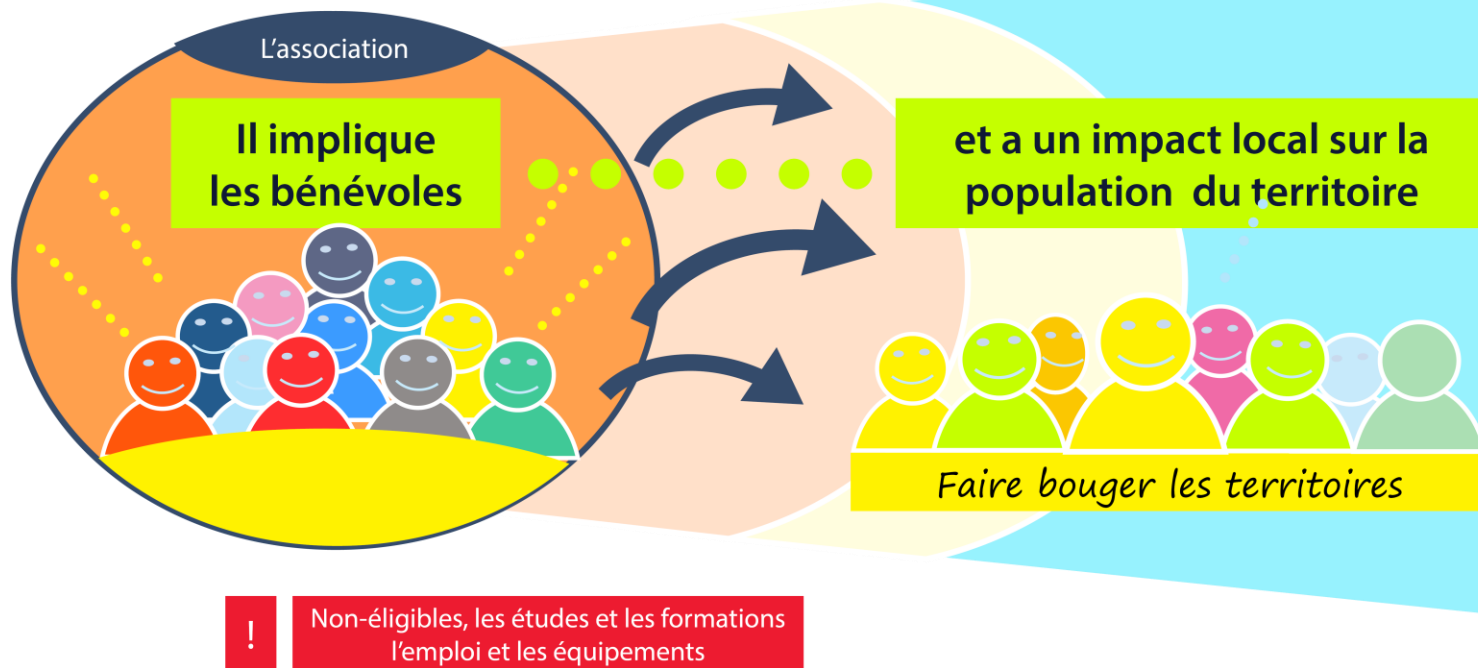 L'association
Il implique
les bénévoles
et a un impact local sur la
population du territoire
Faire bouger les territoires
!
Non-éligibles, les études et les formations
l'emploi et les équipements